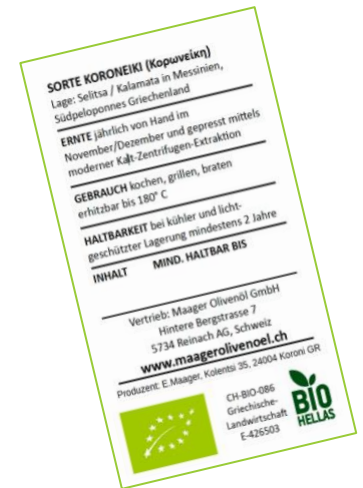 SORTE KORONEIKI (Κορωνείκη)
Lage: Selitsa / Kalamata in Messinien,
Südpeloponnes Griechenland
ERNTE jährlich von Hand im
November/Dezember und gepresst mittels
moderner Kalt-Zentrifugen-Extraktion
GEBRAUCH kochen, grillen, braten
erhitzbar bis 180° C
HALTBARKEIT bei kühler und licht-
geschützter Lagerung mindestens 2 Jahre
INHALT MIND. HALTBAR BIS
Vertrieb: Maager Olivenöl GmbH
Hintere Bergstrasse 7
5734 Reinach AG, Schweiz
www.maagerolivenoel.ch
Produzent: E.Maager, Kolentsi 35, 24004 Koroni GR
CH-BIO-086
Griechische-
Landwirtschaft
E-426503
BIO
HELLAS